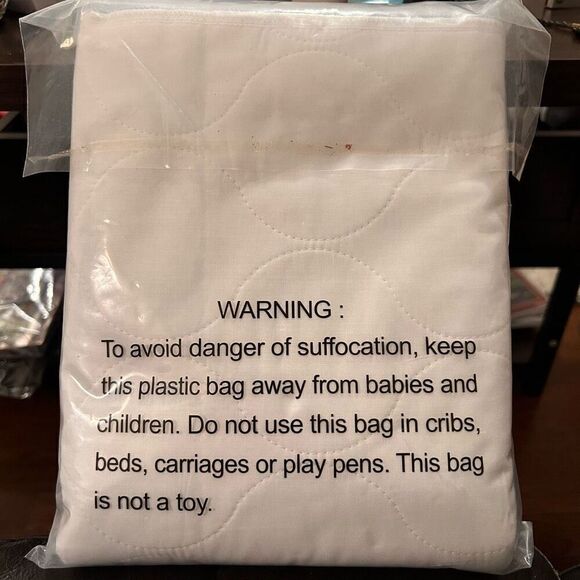 WARNING :
To avoid danger of suffocation, keep
this plastic bag away from babies and
children. Do not use this bag in cribs,
beds, carriages or play pens. This bag
is not a toy.